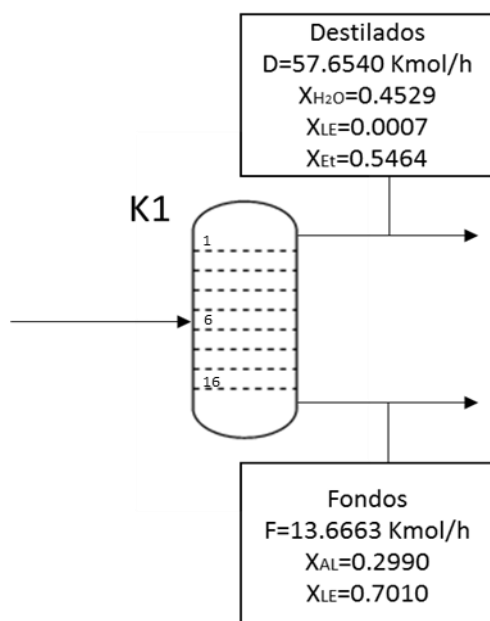 Destilados
D=57.6540 Kmol/h
XH₂O=0.4529
XLE=0.0007
XEt=0.5464
K1
1
6
16
Fondos
F=13.6663 Kmol/h
XAL=0.2990
XLE=0.7010